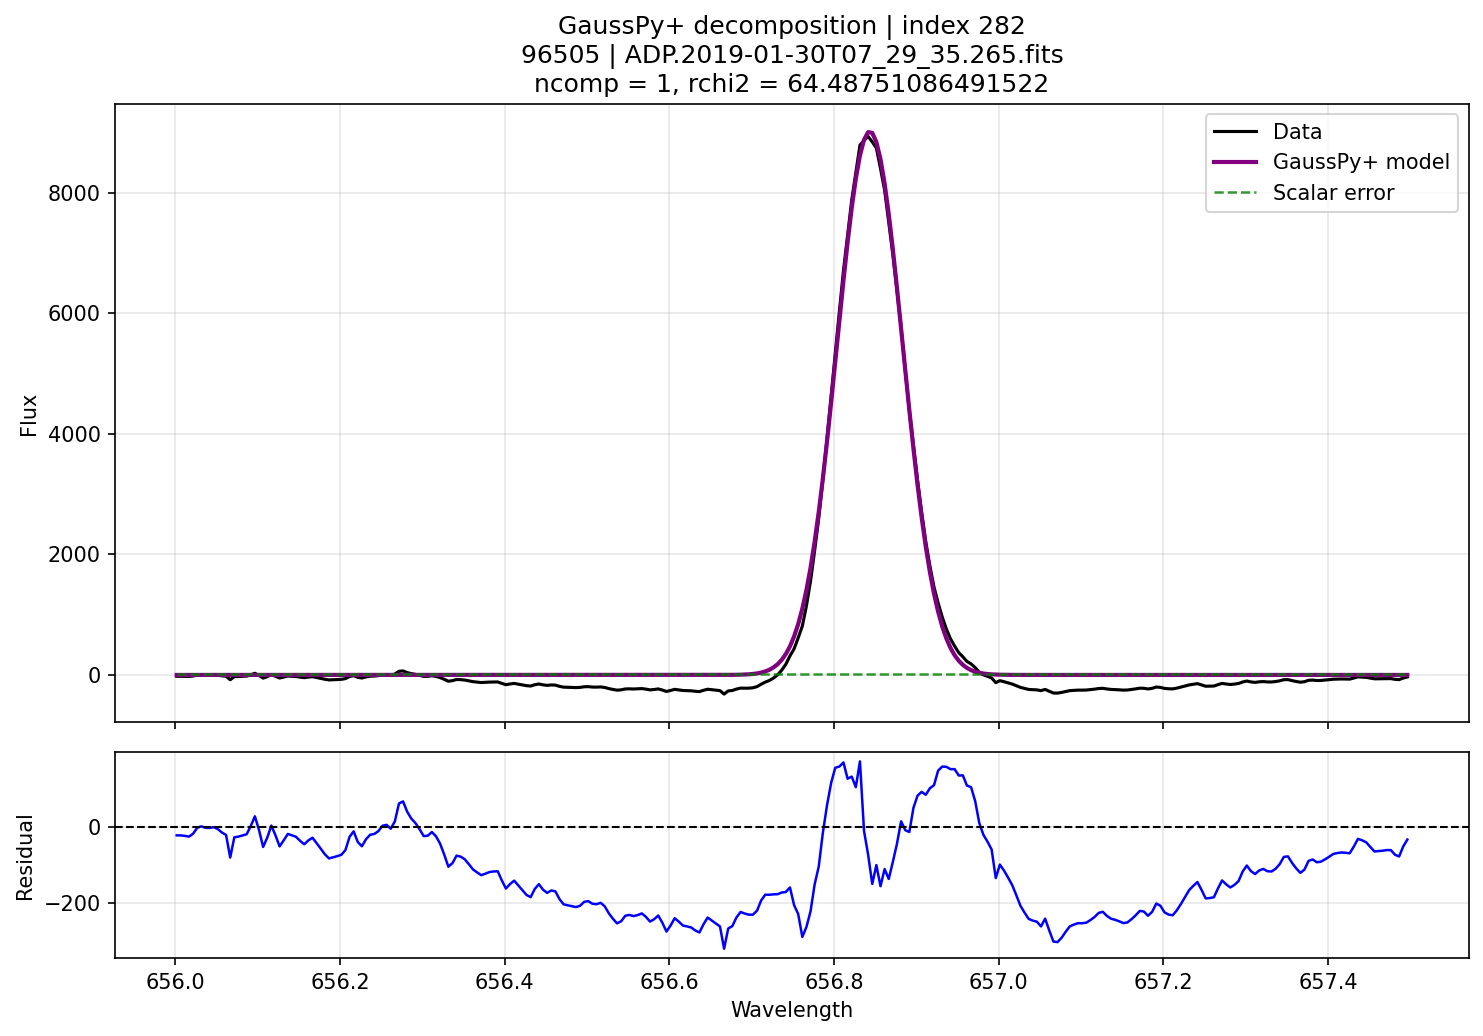 GaussPy+ decomposition | index 282
96505 | ADP.2019-01-30T07_29_35.265.fits
ncomp = 1, rchi2 = 64.48751086491522
Data
GaussPy+ model
Scalar error
Flux
8000
6000
4000
2000
0
Residual
0
−200
656.0
656.2
656.4
656.6
656.8
657.0
657.2
657.4
Wavelength